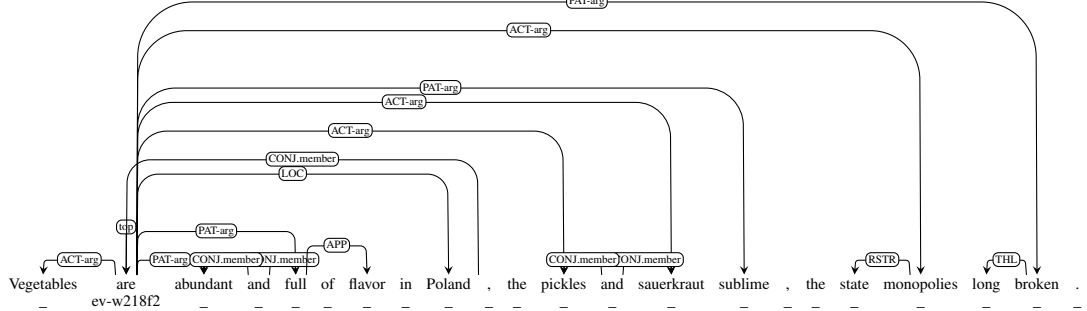 PAT-arg
ACT-arg
PAT-arg
ACT-arg
ACT-arg
CONJ.member
LOC
top
PAT-arg
APP
ACT-arg PAT-arg CONJ.member NJ.member CONJ.member ONJ.member RSTR THL
Vegetables are abundant and full of flavor in Poland , the pickles and sauerkraut sublime , the state monopolies long broken .
ev-w218f2
_ _ _ _ _ _ _ _ _ _ _ _ _ _ _ _ _ _ _ _ _